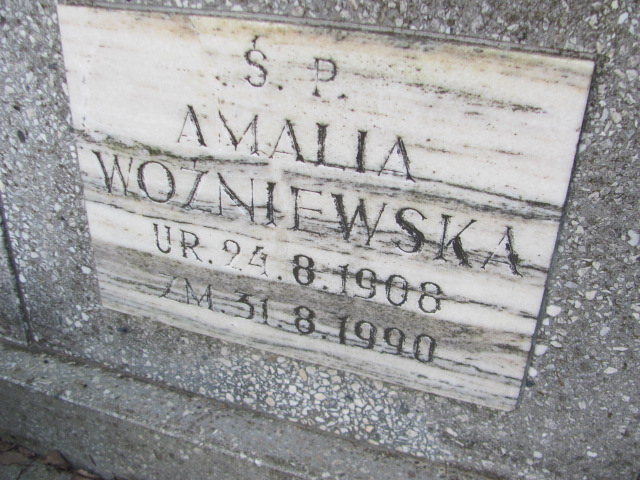 Ś. P.
AMALIA
WOŹNIEWSKA
UR. 24. 8. 1908
ZM. 31. 8. 1990